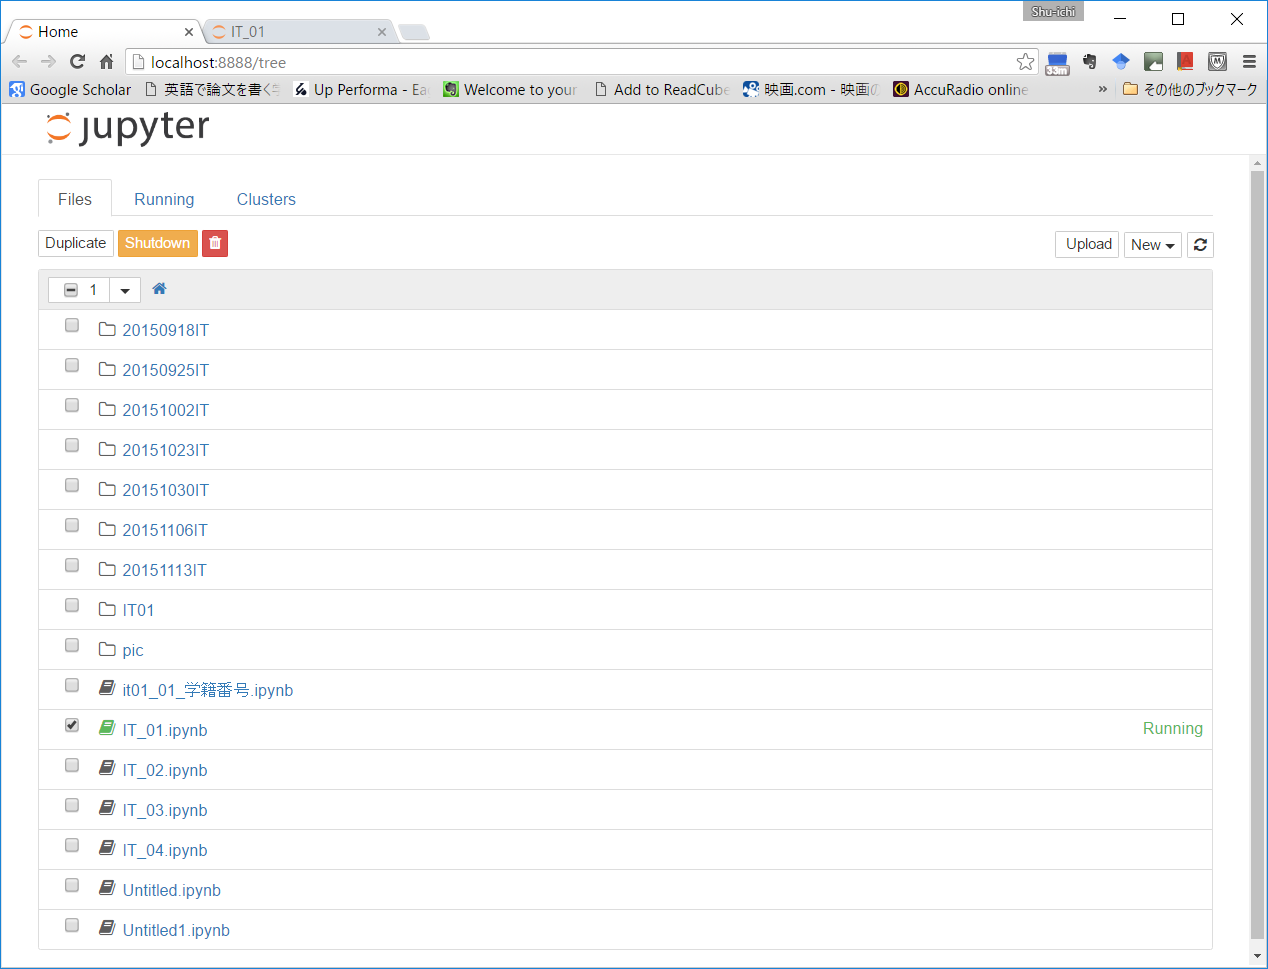 Shu-ichi
Home
IT_01
localhost:8888/tree
33m
Google Scholar
英語で論文を書く
Up Performa - Ea
Welcome to your
Add to ReadCube
映画.com - 映画の
AccuRadio online
»
その他のブックマーク
jupyter
Files Running Clusters
Duplicate Shutdown Upload New
1
20150918IT
20150925IT
20151002IT
20151023IT
20151030IT
20151106IT
20151113IT
IT01
pic
it01_01_学籍番号.ipynb
IT_01.ipynb Running
IT_02.ipynb
IT_03.ipynb
IT_04.ipynb
Untitled.ipynb
Untitled1.ipynb